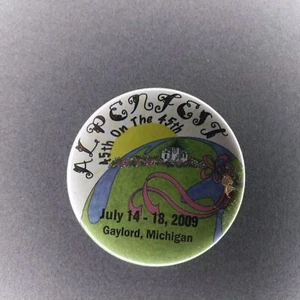 ALPENFEST
45th On The 45th
July 14 - 18, 2009
Gaylord, Michigan